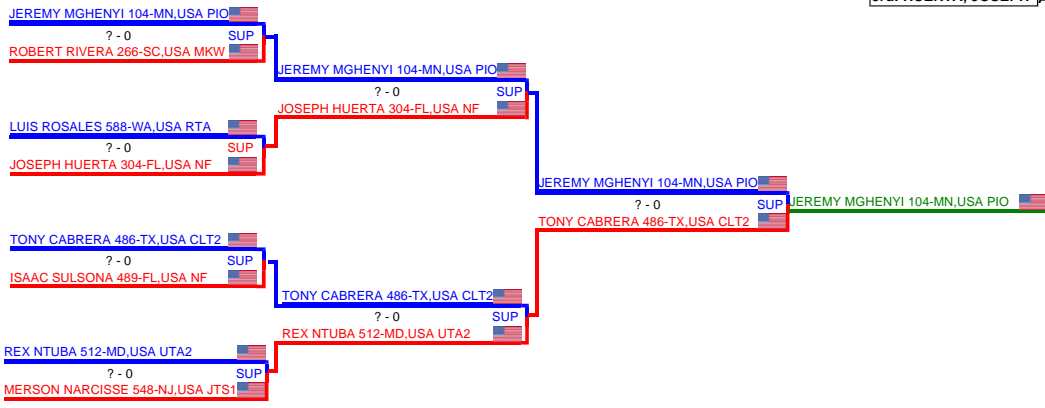 JEREMY MGHENYI 104-MN,USA PIO
? - 0 SUP
ROBERT RIVERA 266-SC,USA MKW
JEREMY MGHENYI 104-MN,USA PIO
? - 0 SUP
JOSEPH HUERTA 304-FL,USA NF
LUIS ROSALES 588-WA,USA RTA
? - 0 SUP
JOSEPH HUERTA 304-FL,USA NF
JEREMY MGHENYI 104-MN,USA PIO
? - 0 SUP
TONY CABRERA 486-TX,USA CLT2
JEREMY MGHENYI 104-MN,USA PIO
TONY CABRERA 486-TX,USA CLT2
? - 0 SUP
ISAAC SULSONA 489-FL,USA NF
TONY CABRERA 486-TX,USA CLT2
? - 0 SUP
REX NTUBA 512-MD,USA UTA2
REX NTUBA 512-MD,USA UTA2
? - 0 SUP
MERSON NARCISSE 548-NJ,USA JTS1